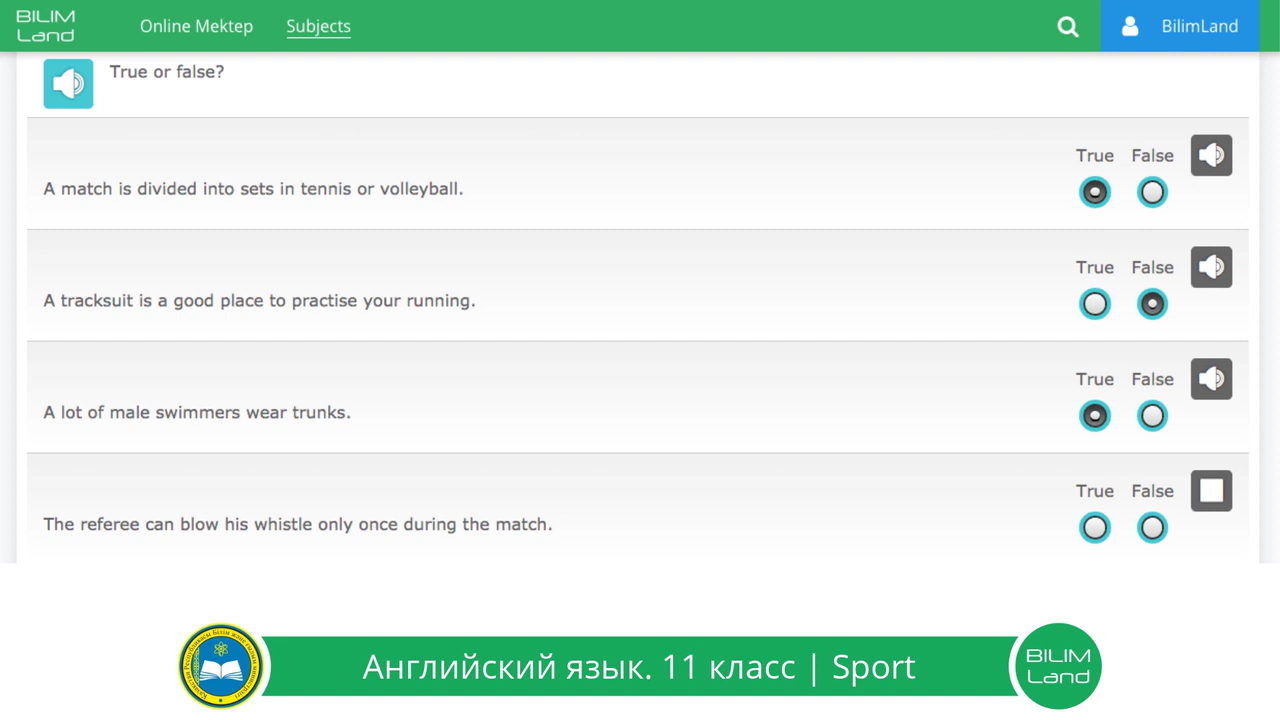 BILIM
Land
Online Mektep
Subjects
BilimLand
True or false?
True False
A match is divided into sets in tennis or volleyball.
True False
A tracksuit is a good place to practise your running.
True False
A lot of male swimmers wear trunks.
True False
The referee can blow his whistle only once during the match.
Английский язык. 11 класс | Sport
BILIM
Land